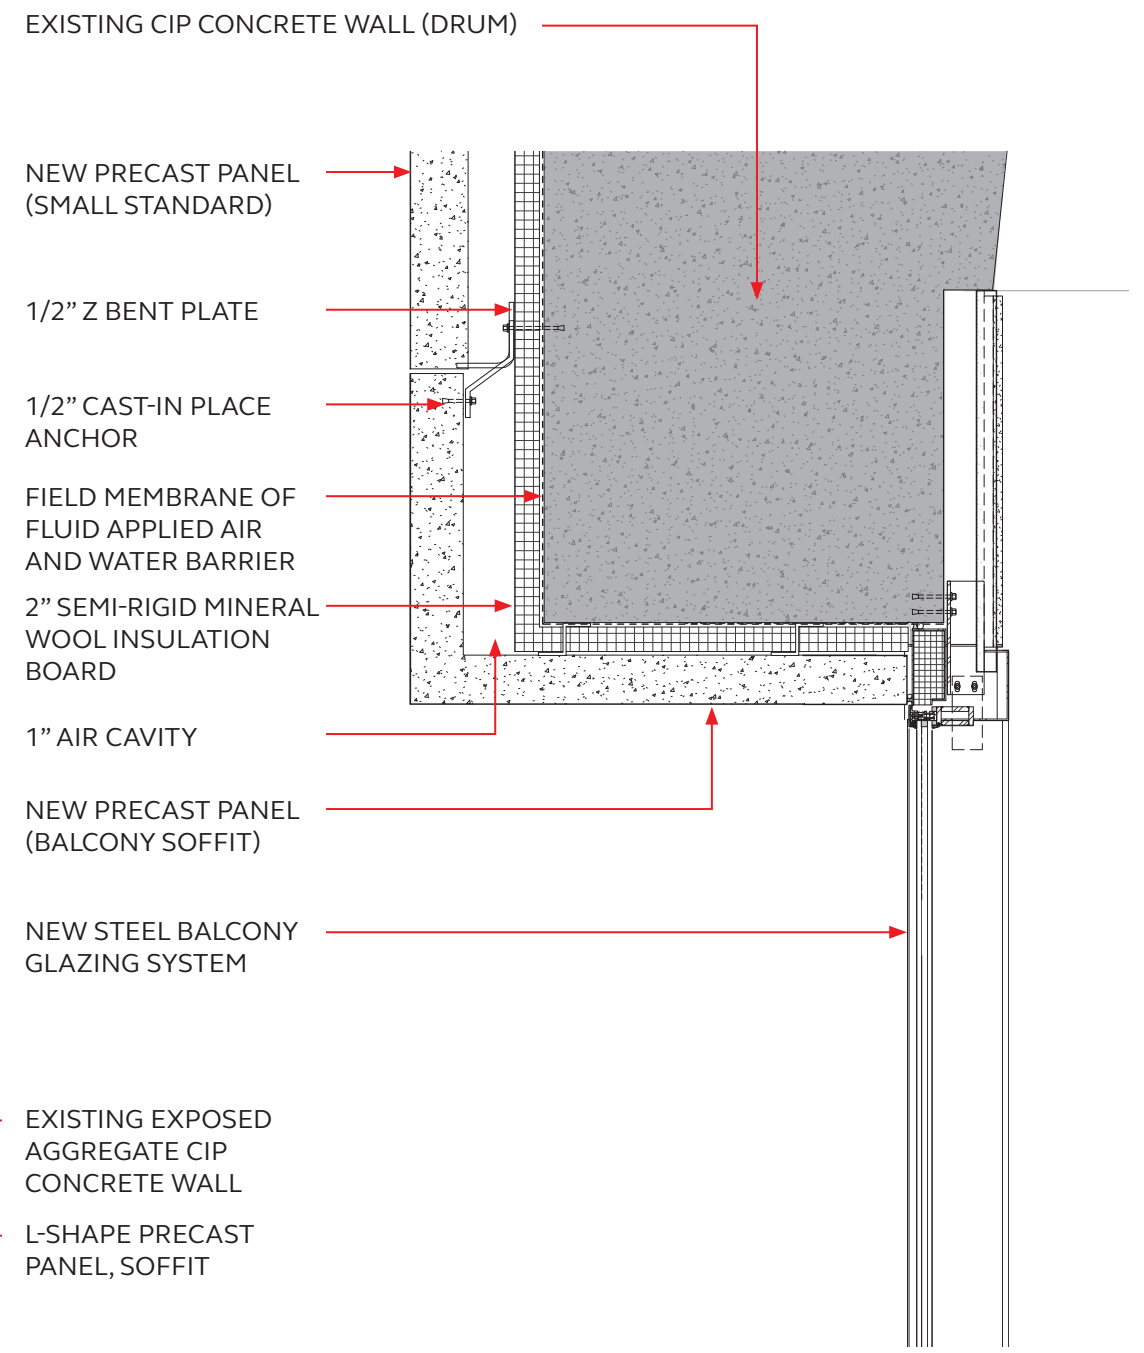 EXISTING CIP CONCRETE WALL (DRUM)
NEW PRECAST PANEL
(SMALL STANDARD)
1/2” Z BENT PLATE
1/2” CAST-IN PLACE
ANCHOR
FIELD MEMBRANE OF
FLUID APPLIED AIR
AND WATER BARRIER
2” SEMI-RIGID MINERAL
WOOL INSULATION
BOARD
1” AIR CAVITY
NEW PRECAST PANEL
(BALCONY SOFFIT)
NEW STEEL BALCONY
GLAZING SYSTEM
EXISTING EXPOSED
AGGREGATE CIP
CONCRETE WALL
L-SHAPE PRECAST
PANEL, SOFFIT